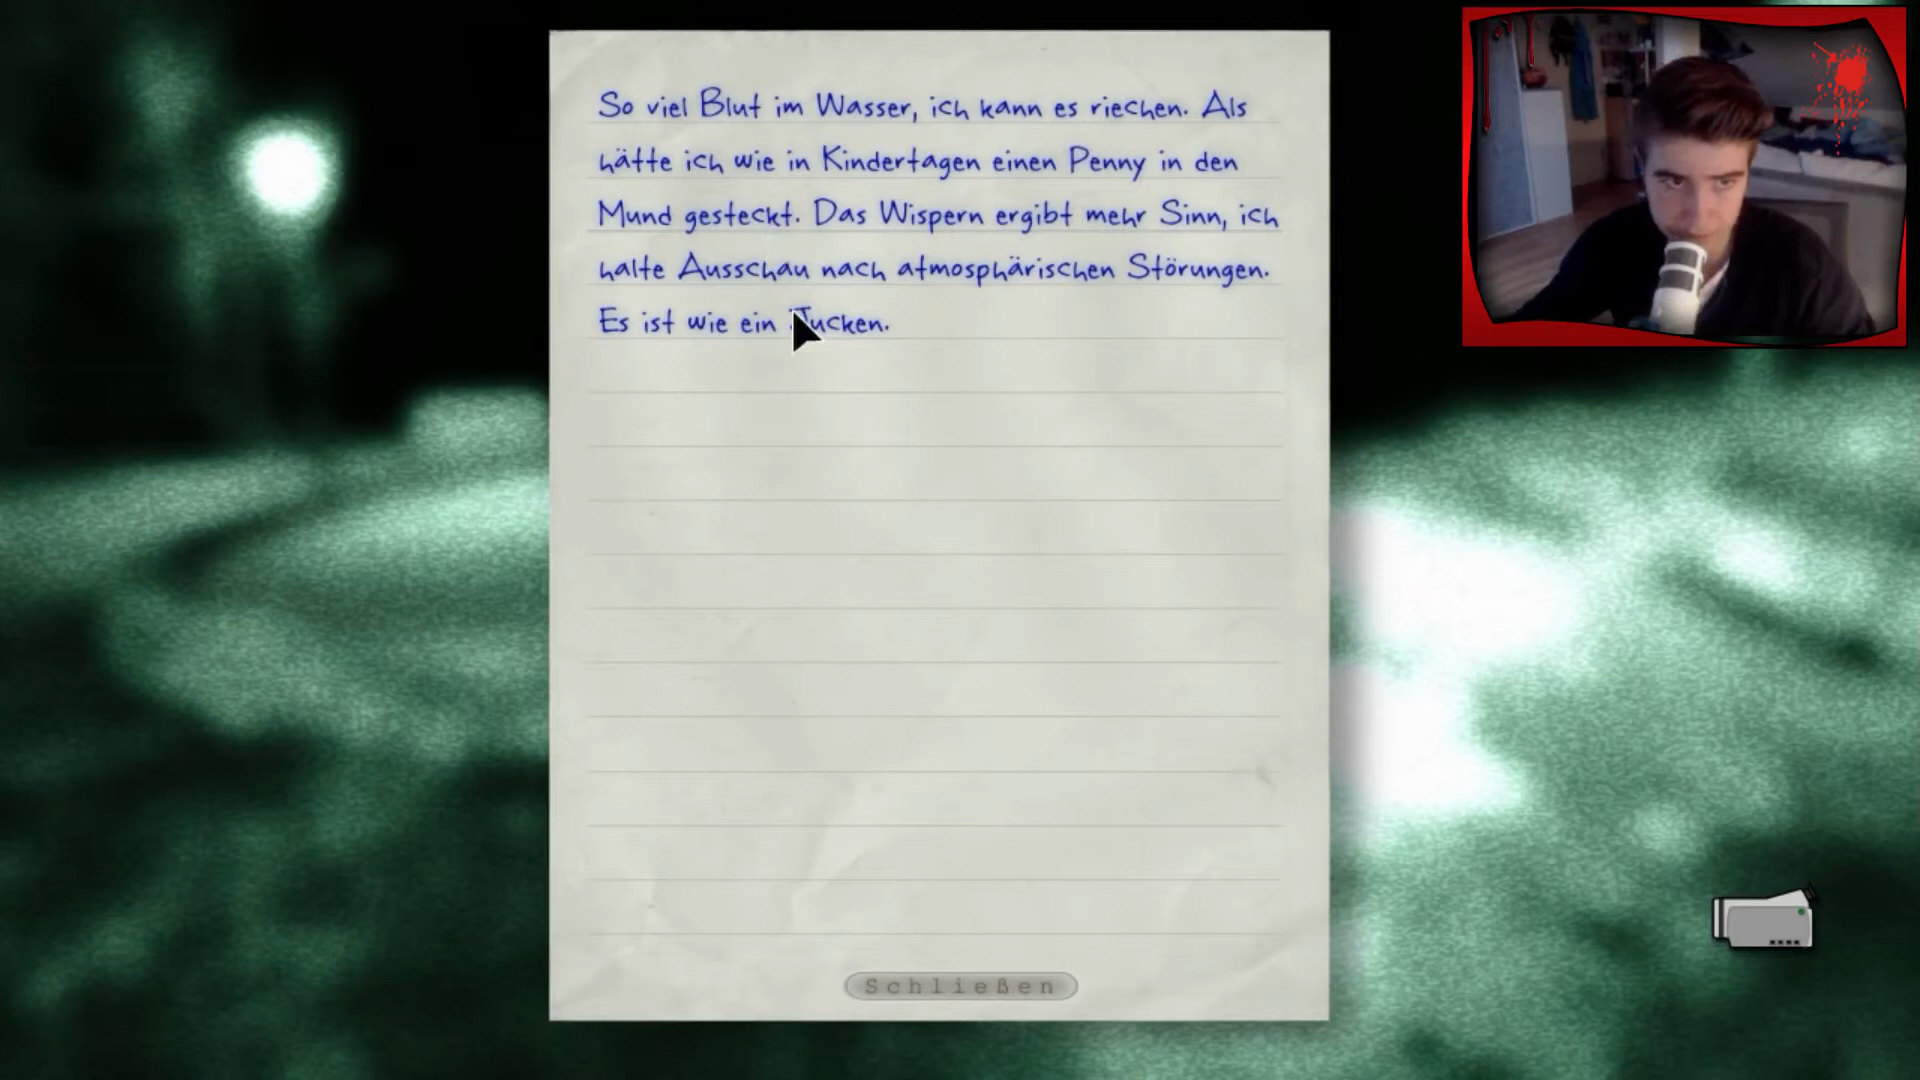 So viel Blut im Wasser, ich kann es riechen. Als
hätte ich wie in Kindertagen einen Penny in den
Mund gesteckt. Das Wispern ergibt mehr Sinn, ich
halte Ausschau nach atmosphärischen Störungen.
Es ist wie ein Jucken.
Schließen